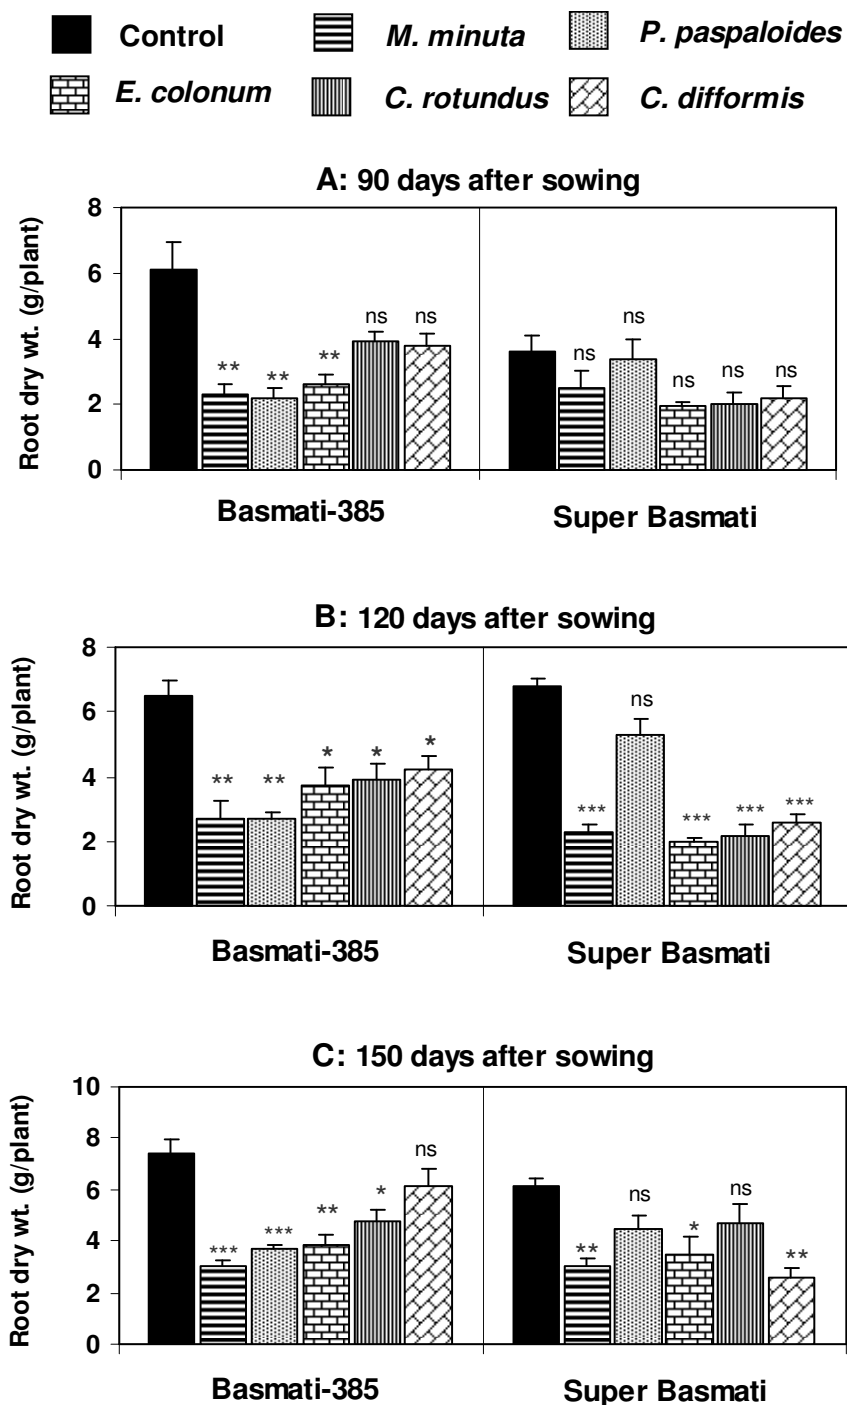 Control M. minuta P. paspaloides
E. colonum C. rotundus C. difformis
A: 90 days after sowing
Root dry wt. (g/plant)
8
6
4
2
0
** ** ** ns ns
ns ns ns ns ns
Basmati-385 Super Basmati
B: 120 days after sowing
Root dry wt. (g/plant)
8
6
4
2
0
** ** * * *
*** ns *** *** ***
Basmati-385 Super Basmati
C: 150 days after sowing
Root dry wt. (g/plant)
10
8
6
4
2
0
*** *** ** * ns
** ns * ns **
Basmati-385 Super Basmati